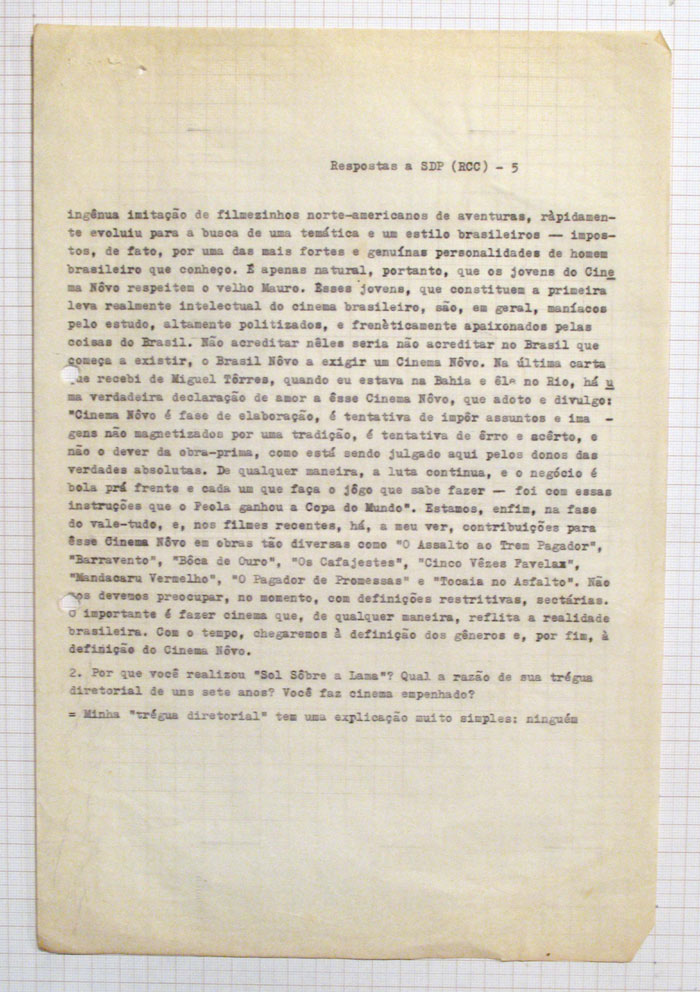 Respostas a SDP (RCC) - 5
ingênua imitação de filmezinhos norte-americanos de aventuras, ràpidamen-
te evoluiu para a busca de uma temática e um estilo brasileiros — impos-
tos, de fato, por uma das mais fortes e genuínas personalidades de homem
brasileiro que conheço. É apenas natural, portanto, que os jovens do Cine
ma Nôvo respeitem o velho Mauro. Êsses jovens, que constituem a primeira
leva realmente intelectual do cinema brasileiro, são, em geral, maníacos
pelo estudo, altamente politizados, e frenèticamente apaixonados pelas
coisas do Brasil. Não acreditar nêles seria não acreditar no Brasil que
começa a existir, o Brasil Nôvo a exigir um Cinema Nôvo. Na última carta
que recebi de Miguel Tôrres, quando eu estava na Bahia e êle no Rio, há u
ma verdadeira declaração de amor a êsse Cinema Nôvo, que adoto e divulgo:
"Cinema Nôvo é fase de elaboração, é tentativa de impôr assuntos e ima -
gens não magnetizados por uma tradição, é tentativa de êrro e acêrto, e
não o dever da obra-prima, como está sendo julgado aqui pelos donos das
verdades absolutas. De qualquer maneira, a luta continua, e o negócio é
bola prá frente e cada um que faça o jôgo que sabe fazer — foi com essas
instruções que o Feola ganhou a Copa do Mundo". Estamos, enfim, na fase
do vale-tudo, e, nos filmes recentes, há, a meu ver, contribuições para
êsse Cinema Nôvo em obras tão diversas como "O Assalto ao Trem Pagador",
"Barravento", "Bôca de Ouro", "Os Cafajestes", "Cinco Vêzes Favela",
"Mandacaru Vermelho", "O Pagador de Promessas" e "Tocaia no Asfalto". Não
nos devemos preocupar, no momento, com definições restritivas, sectárias.
O importante é fazer cinema que, de qualquer maneira, reflita a realidade
brasileira. Com o tempo, chegaremos à definição dos gêneros e, por fim, à
definição do Cinema Nôvo.
2. Por que você realizou "Sol Sôbre a Lama"? Qual a razão de sua trégua
diretorial de uns sete anos? Você faz cinema empenhado?
= Minha "trégua diretorial" tem uma explicação muito simples: ninguém